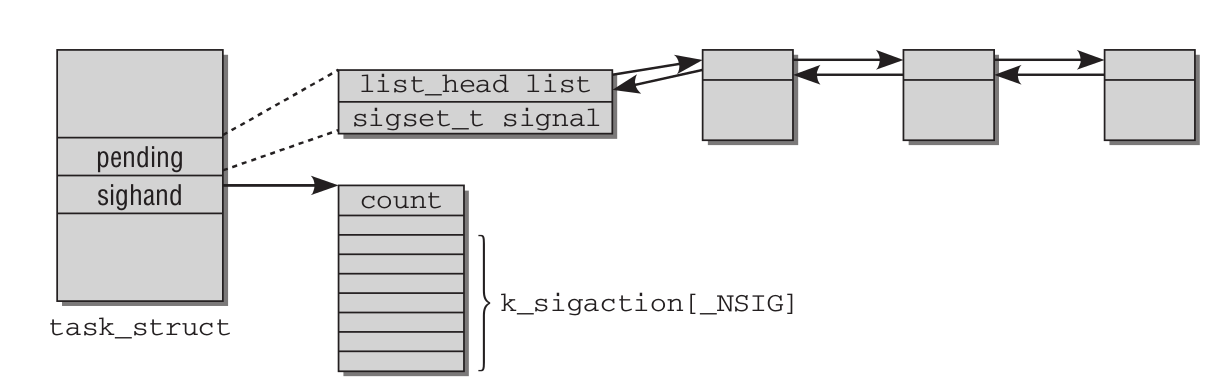 list_head list
sigset_t signal
pending
sighand
count
k_sigaction[_NSIG]
task_struct